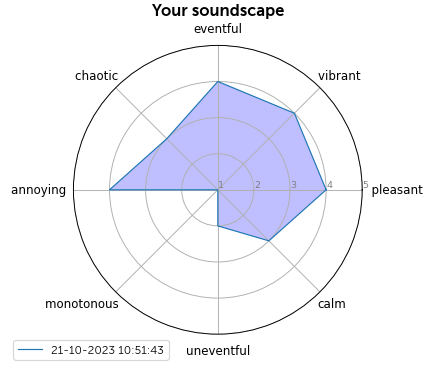 Your soundscape
eventful
chaotic
vibrant
annoying
1
2
3
4
5
pleasant
monotonous
calm
21-10-2023 10:51:43
uneventful